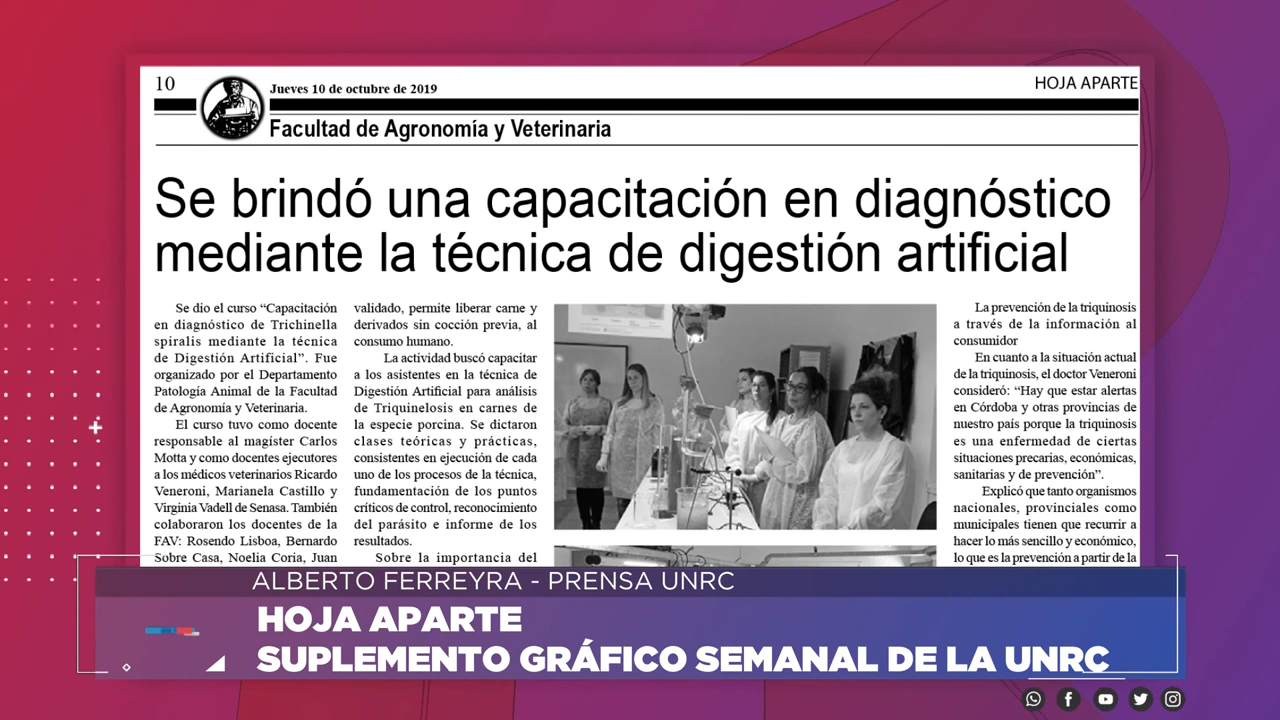 10
Jueves 10 de octubre de 2019
HOJA APARTE
Facultad de Agronomía y Veterinaria
Se brindó una capacitación en diagnóstico
mediante la técnica de digestión artificial
Se dio el curso “Capacitación
en diagnóstico de Trichinella
spiralis mediante la técnica
de Digestión Artificial”. Fue
organizado por el Departamento
Patología Animal de la Facultad
de Agronomía y Veterinaria.
El curso tuvo como docente
responsable al magíster Carlos
Motta y como docentes ejecutores
a los médicos veterinarios Ricardo
Veneroni, Marianela Castillo y
Virginia Vadell de Senasa. También
colaboraron los docentes de la
FAV: Rosendo Lisboa, Bernardo
Sobre Casa, Noelia Coria, Juan
validado, permite liberar carne y
derivados sin cocción previa, al
consumo humano.
La actividad buscó capacitar
a los asistentes en la técnica de
Digestión Artificial para análisis
de Triquinelosis en carnes de
la especie porcina. Se dictaron
clases teóricas y prácticas,
consistentes en ejecución de cada
uno de los procesos de la técnica,
fundamentación de los puntos
críticos de control, reconocimiento
del parásito e informe de los
resultados.
Sobre la importancia del
La prevención de la triquinosis
a través de la información al
consumidor
En cuanto a la situación actual
de la triquinosis, el doctor Veneroni
consideró: “Hay que estar alertas
en Córdoba y otras provincias de
nuestro país porque la triquinosis
es una enfermedad de ciertas
situaciones precarias, económicas,
sanitarias y de prevención”.
Explicó que tanto organismos
nacionales, provinciales como
municipales tienen que recurrir a
hacer lo más sencillo y económico,
lo que es la prevención a partir de la
ALBERTO FERREYRA - PRENSA UNRC
HOJA APARTE
SUPLEMENTO GRÁFICO SEMANAL DE LA UNRC